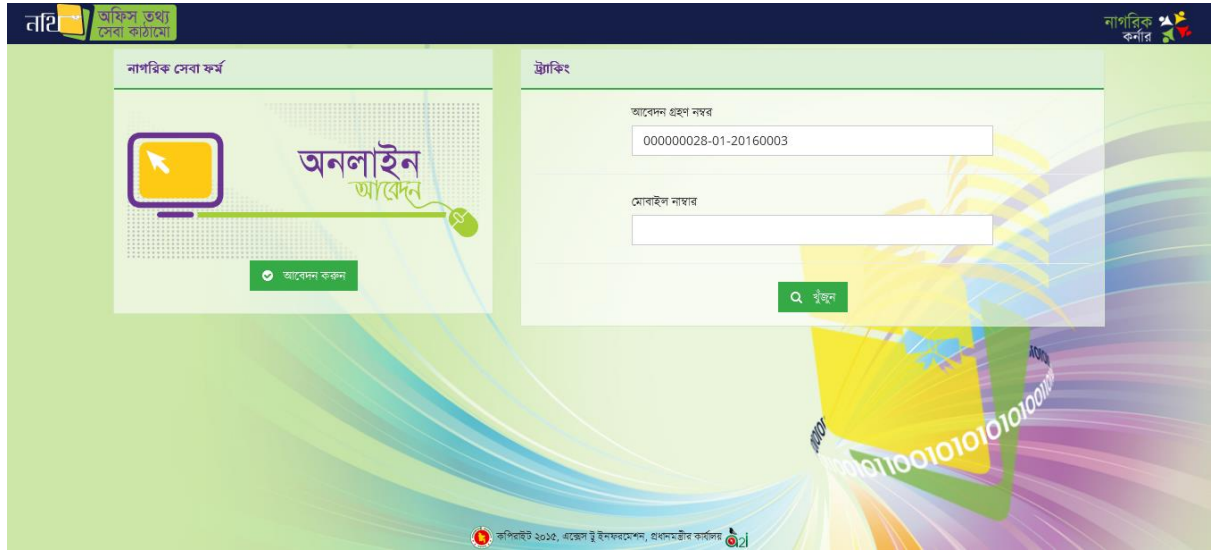 নথি
অফিস তথ্য
সেবা কাঠামো
নাগরিক
কর্নার
নাগরিক সেবা ফর্ম
অনলাইন
আবেদন
আবেদন করুন
ট্র্যাকিং
আবেদন গ্রহণ নম্বর
000000028-01-20160003
মোবাইল নাম্বার
খুঁজুন
কপিরাইট ২০১৫, এক্সেস টু ইনফরমেশন, প্রধানমন্ত্রীর কার্যালয় a2i